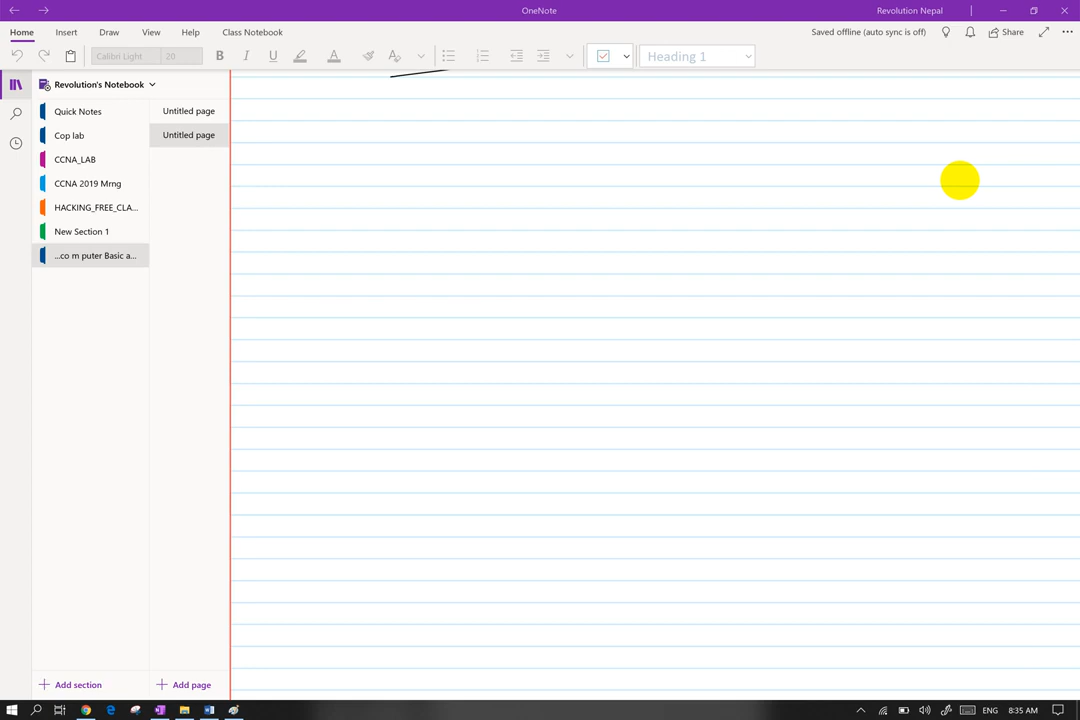 OneNote
Revolution Nepal
Home Insert Draw View Help Class Notebook
Saved offline (auto sync is off)
Share
Calibri Light 20 B I U A
Heading 1
Revolution's Notebook
Quick Notes
Cop lab
CCNA_LAB
CCNA 2019 Mrng
HACKING_FREE_CLA...
New Section 1
...co m puter Basic a...
Untitled page
Untitled page
Add section
Add page
ENG 8:35 AM